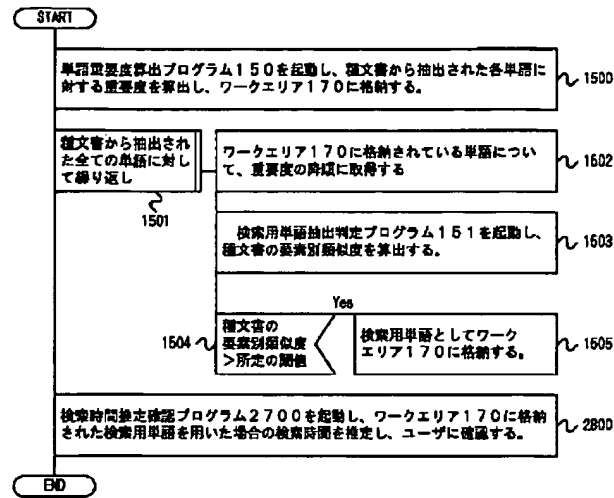 START
単語重要度算出プログラム150を起動し、種文書から抽出された各単語に
対する重要度を算出し、ワークエリア170に格納する。
1500
種文書から抽出され
た全ての単語に対し
て繰り返し
1501
ワークエリア170に格納されている単語につい
て、重要度の降順に取得する
1502
検索用単語抽出判定プログラム151を起動し、
種文書の要素別類似度を算出する。
1503
Yes
1504
種文書の
要素別類似度
>所定の閾値
検索用単語としてワーク
エリア170に格納する。
1505
検索時間推定確認プログラム2700を起動し、ワークエリア170に格納
された検索用単語を用いた場合の検索時間を推定し、ユーザに確認する。
2800
END